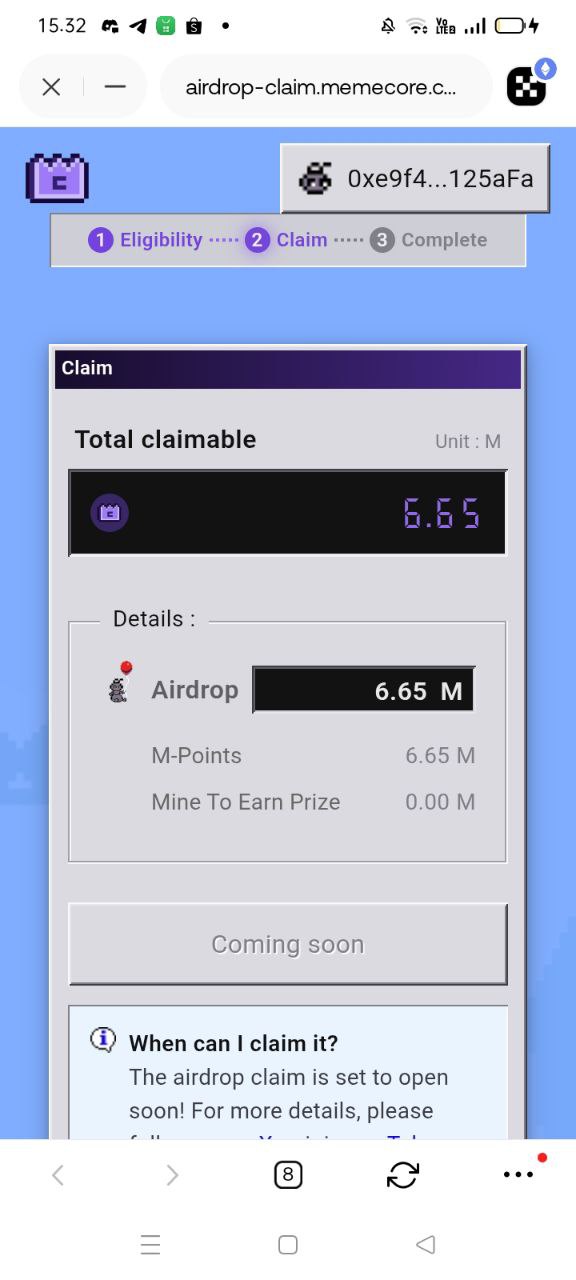 15.32
Vo LTE
airdrop-claim.memecore.c...
0xe9f4...125aFa
1 Eligibility ····· 2 Claim ····· 3 Complete
Claim
Total claimable
Unit : M
6.65
Details :
Airdrop 6.65 M
M-Points 6.65 M
Mine To Earn Prize 0.00 M
Coming soon
When can I claim it?
The airdrop claim is set to open
soon! For more details, please
8